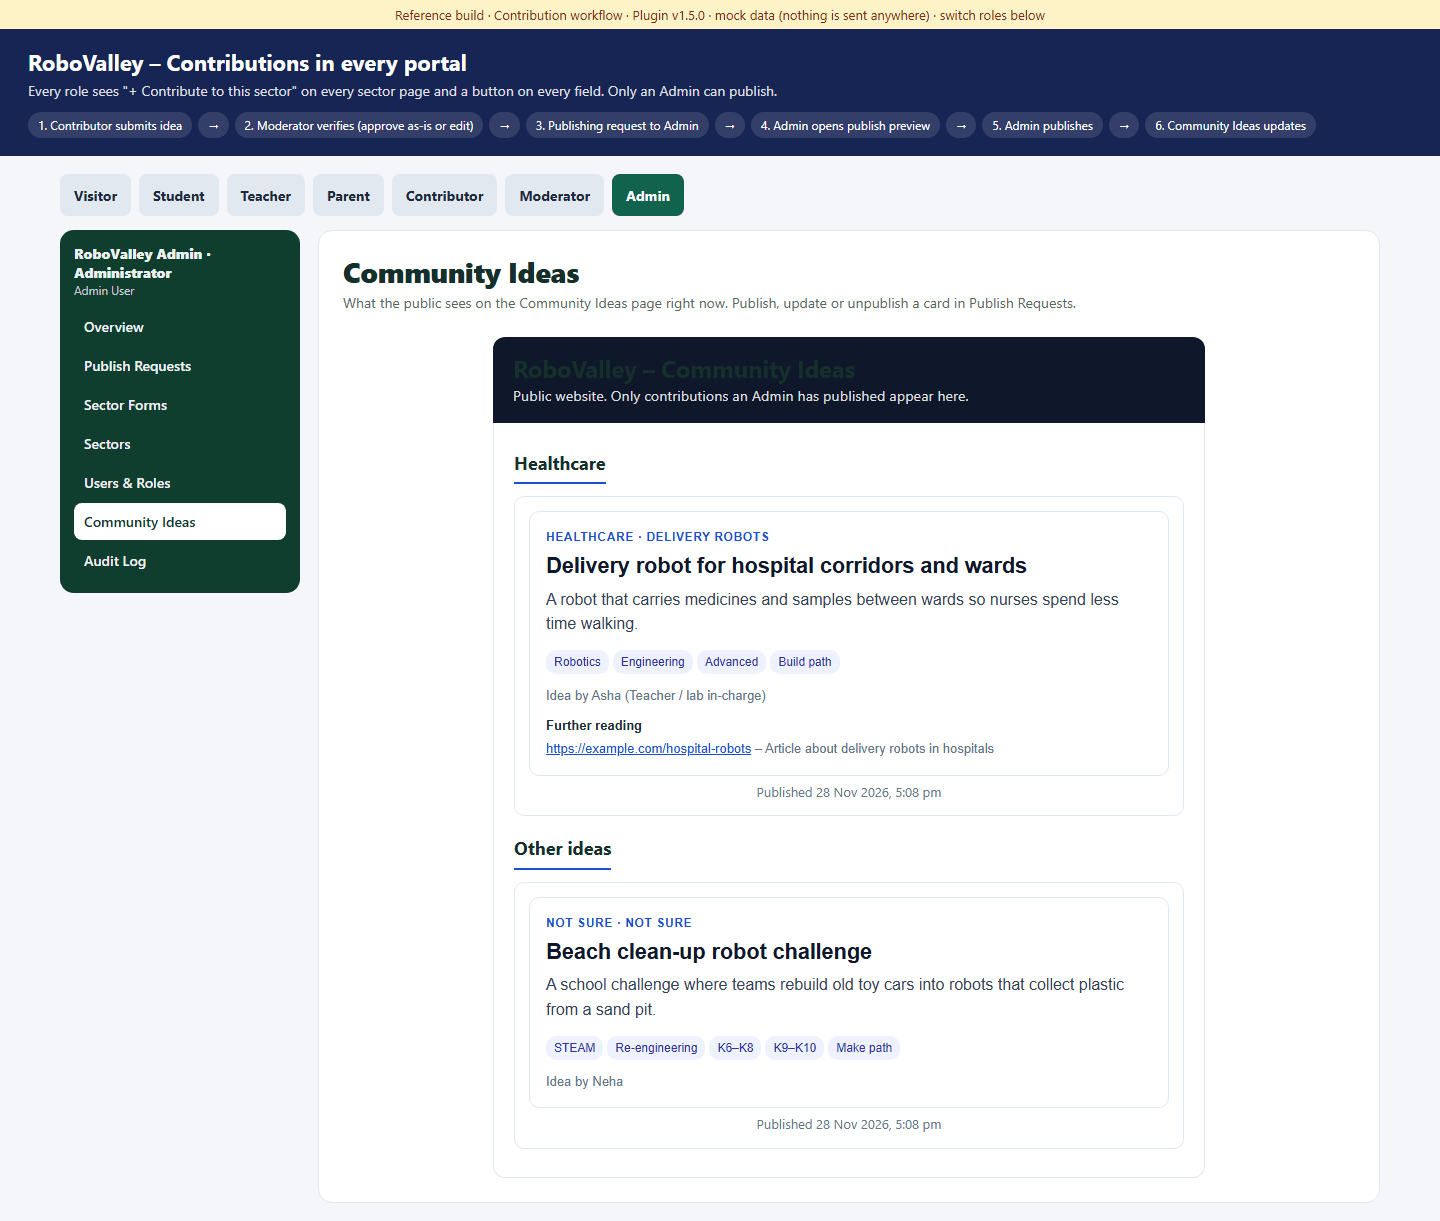 Reference build · Contribution workflow · Plugin v1.5.0 · mock data (nothing is sent anywhere) · switch roles below
RoboValley – Contributions in every portal
Every role sees "+ Contribute to this sector" on every sector page and a button on every field. Only an Admin can publish.
1. Contributor submits idea → 2. Moderator verifies (approve as-is or edit) → 3. Publishing request to Admin → 4. Admin opens publish preview → 5. Admin publishes → 6. Community Ideas updates
Visitor Student Teacher Parent Contributor Moderator Admin
RoboValley Admin ·
Administrator
Admin User
Overview
Publish Requests
Sector Forms
Sectors
Users & Roles
Community Ideas
Audit Log
Community Ideas
What the public sees on the Community Ideas page right now. Publish, update or unpublish a card in Publish Requests.
RoboValley – Community Ideas
Public website. Only contributions an Admin has published appear here.
Healthcare
HEALTHCARE · DELIVERY ROBOTS
Delivery robot for hospital corridors and wards
A robot that carries medicines and samples between wards so nurses spend less
time walking.
Robotics Engineering Advanced Build path
Idea by Asha (Teacher / lab in-charge)
Further reading
https://example.com/hospital-robots – Article about delivery robots in hospitals
Published 28 Nov 2026, 5:08 pm
Other ideas
NOT SURE · NOT SURE
Beach clean-up robot challenge
A school challenge where teams rebuild old toy cars into robots that collect plastic
from a sand pit.
STEAM Re-engineering K6–K8 K9–K10 Make path
Idea by Neha
Published 28 Nov 2026, 5:08 pm